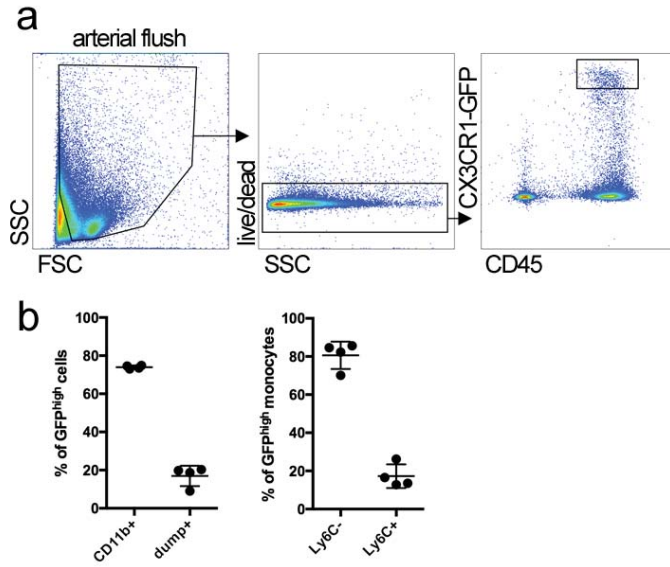 a
arterial flush
SSC
FSC
live/dead
SSC
CX3CR1-GFP
CD45
b
% of GFPhigh cells
100
80
60
40
20
0
CD11b+
dump+
% of GFPhigh monocytes
100
80
60
40
20
0
Ly6C-
Ly6C+